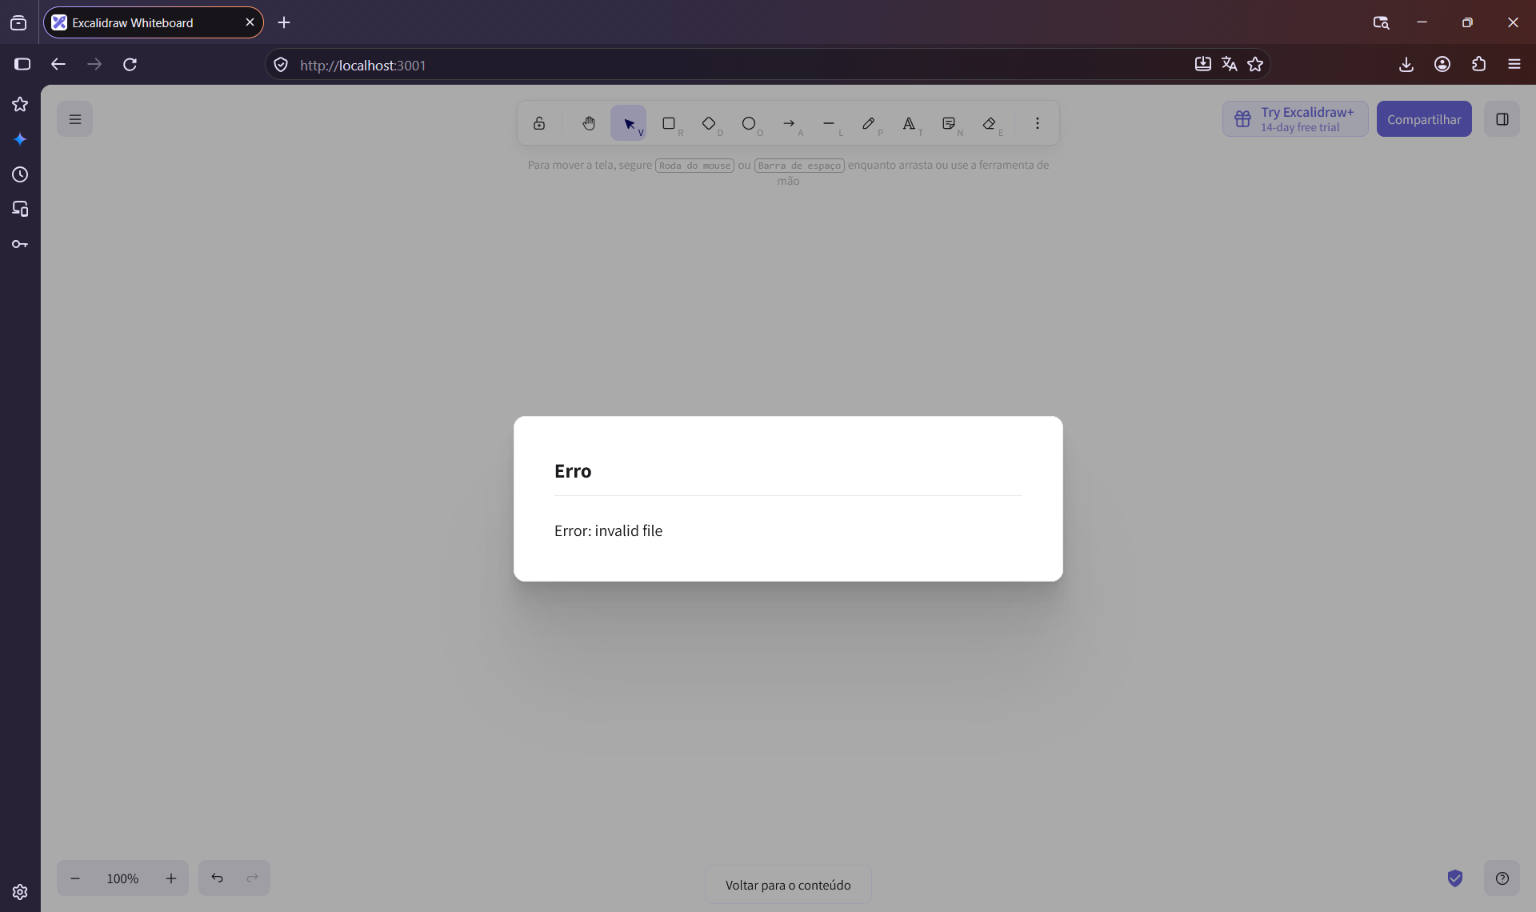 Excalidraw Whiteboard
http://localhost:3001
V
R
D
O
A
L
P
T
N
E
Try Excalidraw+
14-day free trial
Compartilhar
Para mover a tela, segure Roda do mouse ou Barra de espaço enquanto arrasta ou use a ferramenta de
mão
Erro
Error: invalid file
100%
Voltar para o conteúdo